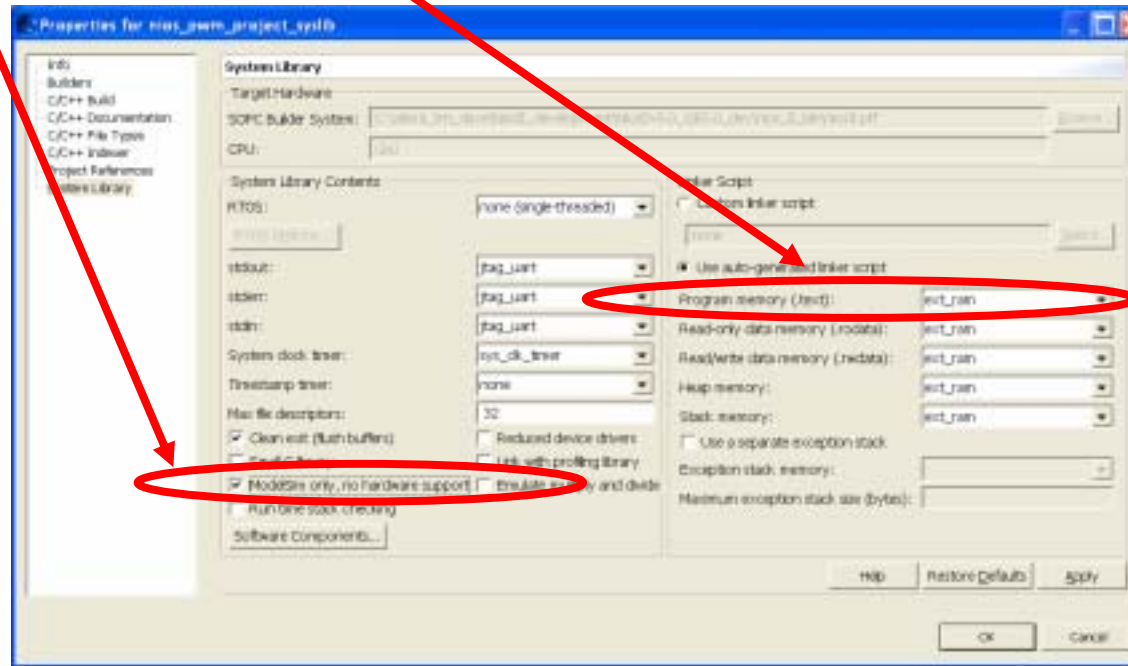 Properties for nios_pwm_project_syslib
Info
Builders
C/C++ Build
C/C++ Documentation
C/C++ File Types
C/C++ Indexer
Project References
System Library
System Library
Target Hardware
SOPC Builder System:
Browse...
CPU:
System Library Contents
RTOS:
none (single-threaded)
stdout:
jtag_uart
stderr:
jtag_uart
stdin:
jtag_uart
System clock timer:
sys_clk_timer
Timestamp timer:
none
Max file descriptors:
32
Clean exit (flush buffers)
Reduced device drivers
Link with profiling library
ModelSim only, no hardware support
Emulate multiply and divide
Run time stack checking
Software Components...
Linker Script
Custom linker script
none
Use auto-generated linker script
Program memory (.text):
ext_ram
Read-only data memory (.rodata):
ext_ram
Read/write data memory (.rwdata):
ext_ram
Heap memory:
ext_ram
Stack memory:
ext_ram
Use a separate exception stack
Exception stack memory:
Maximum exception stack size (bytes):
Help
Restore Defaults
Apply
OK
Cancel